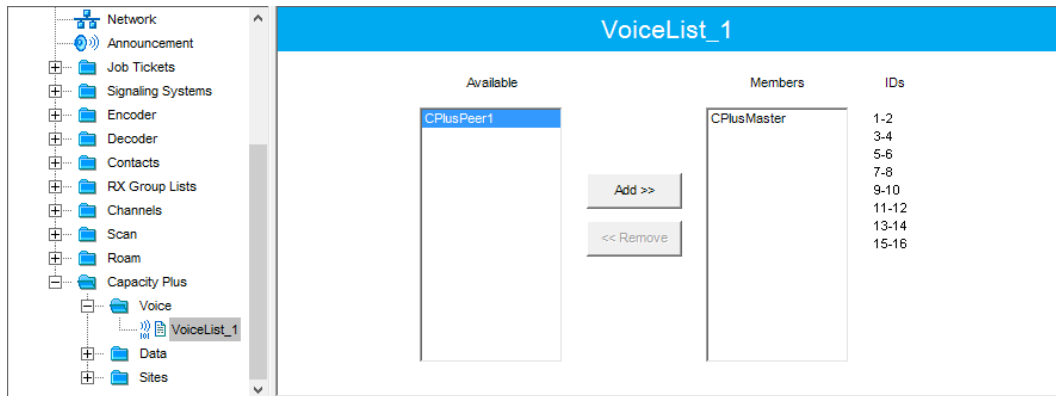 Network
Announcement
Job Tickets
Signaling Systems
Encoder
Decoder
Contacts
RX Group Lists
Channels
Scan
Roam
Capacity Plus
Voice
VoiceList_1
Data
Sites
VoiceList_1
Available
Members
IDs
CPlusPeer1
CPlusMaster
1-2
3-4
5-6
7-8
9-10
11-12
13-14
15-16
Add >>
<< Remove